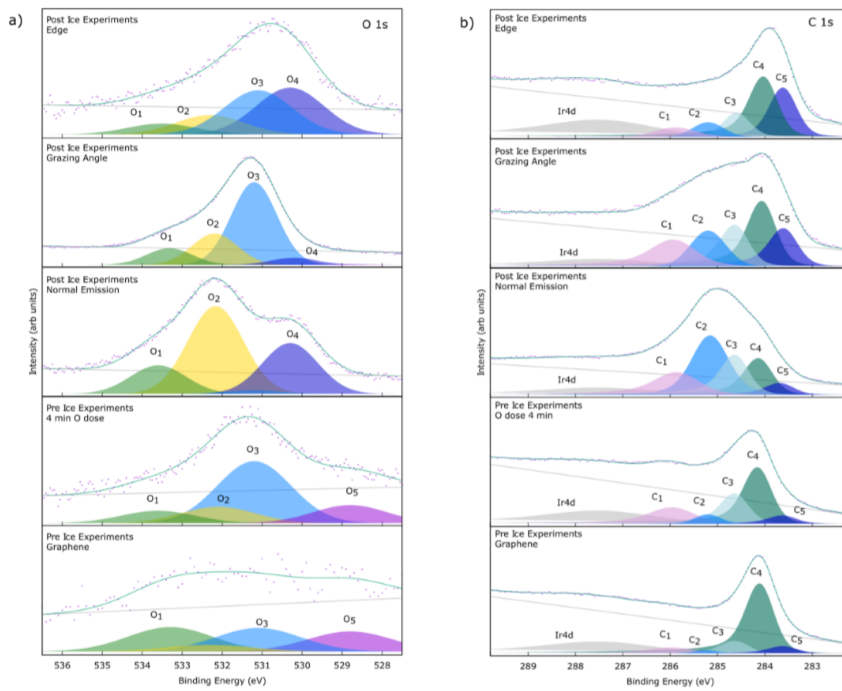 a)
O 1s
Post Ice Experiments
Edge
O1
O2
O3
O4
Post Ice Experiments
Grazing Angle
O1
O2
O3
O4
Post Ice Experiments
Normal Emission
O1
O2
O4
Pre Ice Experiments
4 min O dose
O1
O2
O3
O5
Pre Ice Experiments
Graphene
O1
O3
O5
Intensity (arb units)
536 535 534 533 532 531 530 529 528
Binding Energy (eV)
b)
C 1s
Post Ice Experiments
Edge
Ir4d
C1
C2
C3
C4
C5
Post Ice Experiments
Grazing Angle
Ir4d
C1
C2
C3
C4
C5
Post Ice Experiments
Normal Emission
Ir4d
C1
C2
C3
C4
C5
Pre Ice Experiments
O dose 4 min
Ir4d
C1
C2
C3
C4
C5
Pre Ice Experiments
Graphene
Ir4d
C1
C2
C3
C4
C5
Intensity (arb units)
289 288 287 286 285 284 283
Binding Energy (eV)